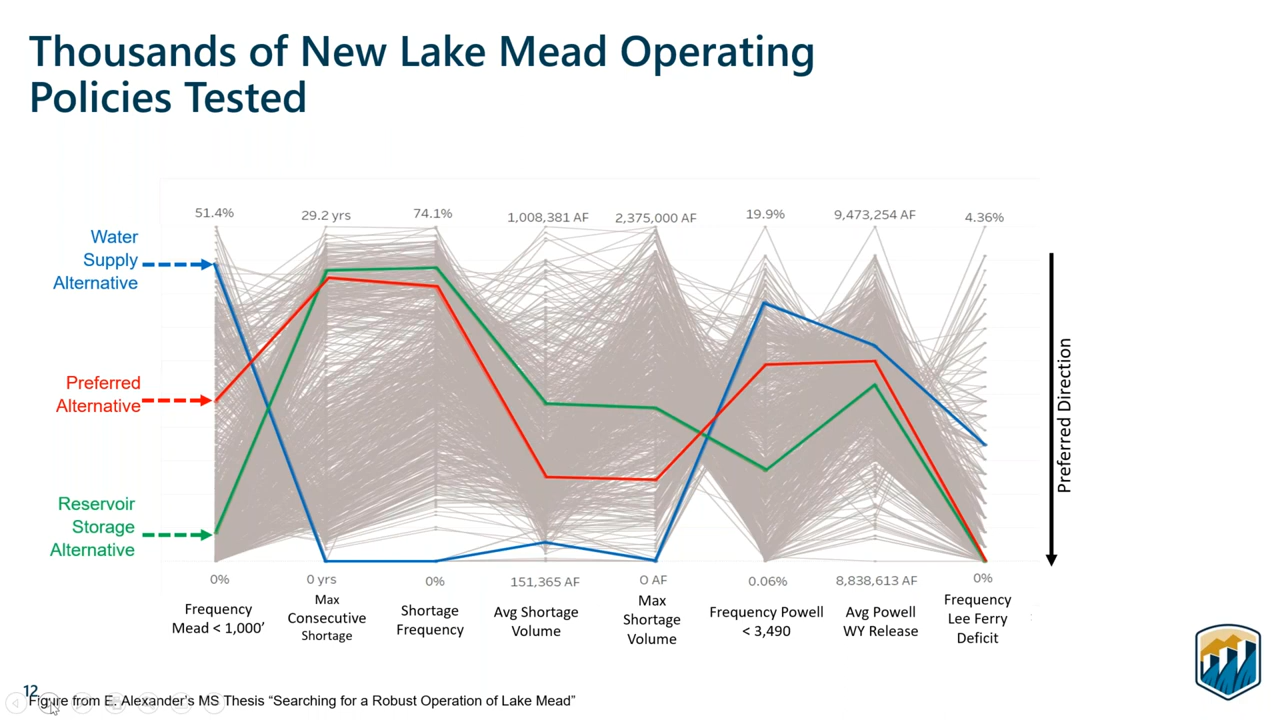 Thousands of New Lake Mead Operating
Policies Tested
51.4%
29.2 yrs
74.1%
1,008,381 AF
2,375,000 AF
19.9%
9,473,254 AF
4.36%
Water
Supply
Alternative
Preferred
Alternative
Reservoir
Storage
Alternative
Preferred Direction
0%
0 yrs
0%
151,365 AF
0 AF
0.06%
8,838,613 AF
0%
Frequency
Mead < 1,000’
Max
Consecutive
Shortage
Shortage
Frequency
Avg Shortage
Volume
Max
Shortage
Volume
Frequency Powell
< 3,490
Avg Powell
WY Release
Frequency
Lee Ferry
Deficit
12
Figure from E. Alexander’s MS Thesis “Searching for a Robust Operation of Lake Mead”